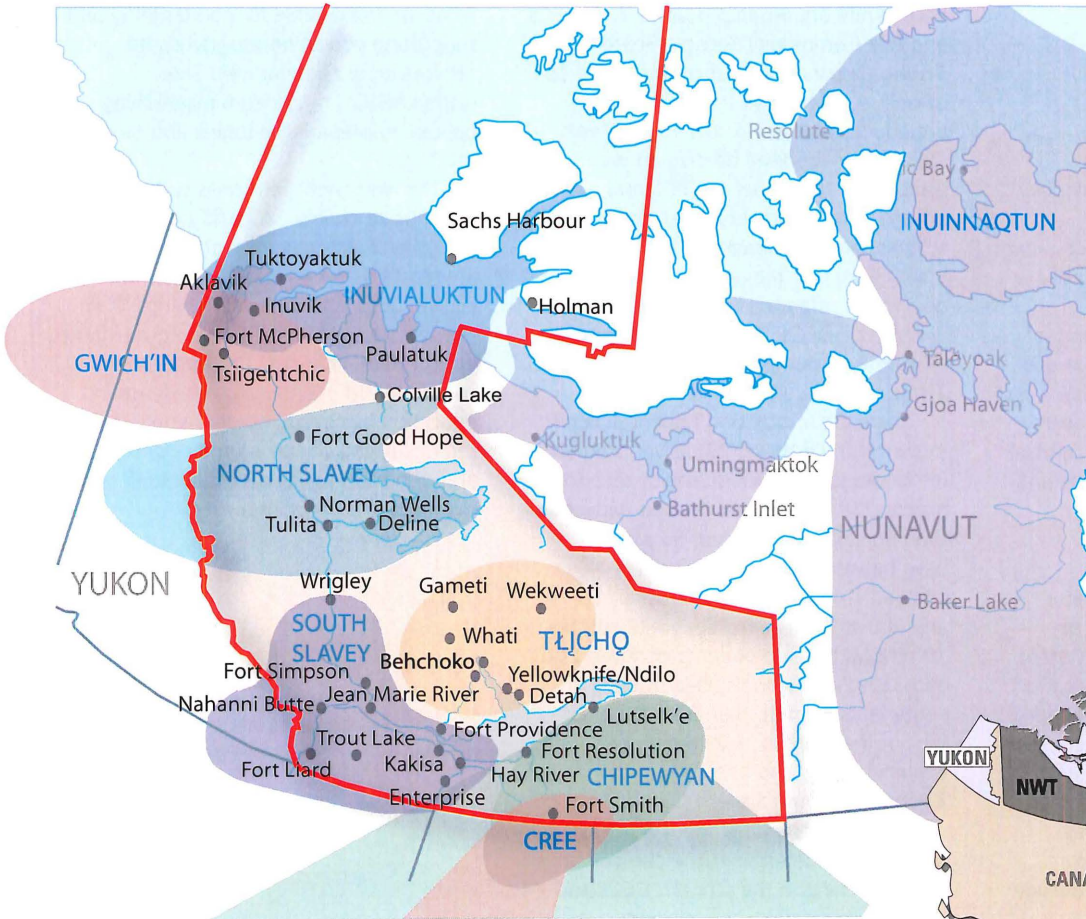 Resolute
ic Bay
INUINNAQTUN
Sachs Harbour
Tuktoyaktuk
Aklavik
Inuvik
INUVIALUKTUN
Holman
Fort McPherson
GWICH'IN
Tsiigehtchic
Paulatuk
Taloyoak
Colville Lake
Gjoa Haven
Fort Good Hope
Kugluktuk
NORTH SLAVEY
Umingmaktok
Norman Wells
Bathurst Inlet
Tulita
Deline
NUNAVUT
YUKON
Wrigley
Gameti
Wekweeti
Baker Lake
SOUTH
SLAVEY
Whati
TŁĮCHǪ
Behchoko
Fort Simpson
Yellowknife/Ndilo
Jean Marie River
Detah
Nahanni Butte
Lutselk'e
Fort Providence
Trout Lake
Fort Resolution
Fort Liard
Kakisa
Hay River
CHIPEWYAN
Enterprise
Fort Smith
CREE
YUKON
NWT
CANA